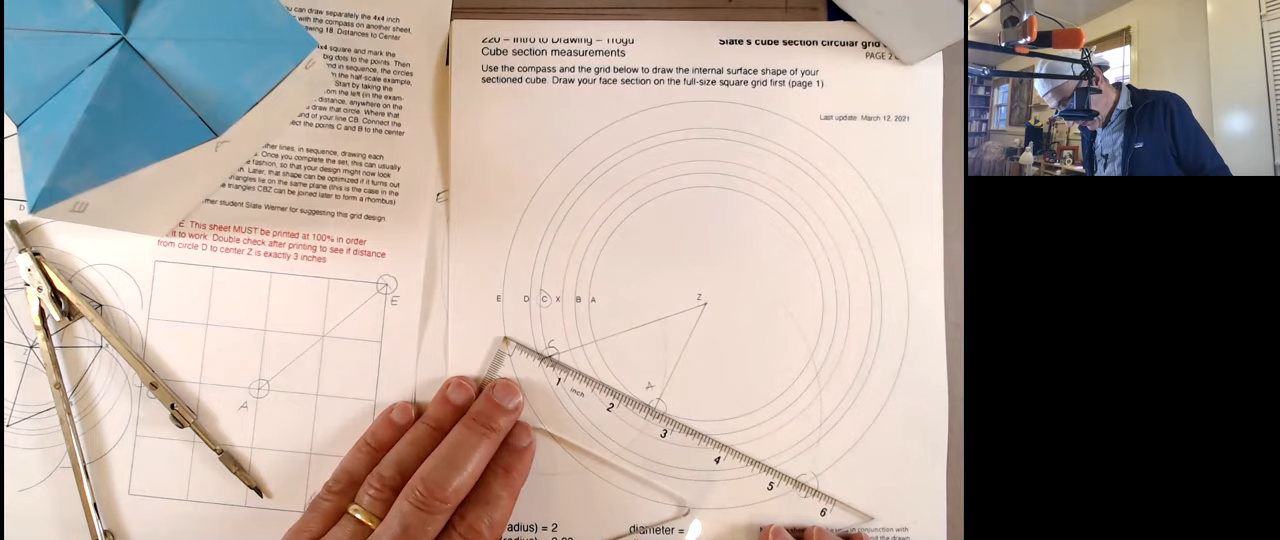 can draw separately the 4x4 inch
with the compass on another sheet,
18. Distances to Center
4x4 square and mark the
big dots to the points. Then
in sequence, the circles
in the half-scale example,
Start by taking the
from the left (in the exam-
distance, anywhere on the
draw that circle. Where that
end of your line CB. Connect the
the points C and B to the center
other lines, in sequence, drawing each
Once you complete the set, this can usually
fashion, so that your design might now look
Later, that shape can be optimized if it turns out
triangles lie on the same plane (this is the case in the
triangles CBZ can be joined later to form a rhombus)
former student Slate Werner for suggesting this grid design.
E. This sheet MUST be printed at 100% in order
it to work. Double check after printing to see if distance
from circle D to center Z is exactly 3 inches
D
E
A
220 – Intro to Drawing – Trogu
Slate's cube section circular grid
PAGE 2
Cube section measurements
Use the compass and the grid below to draw the internal surface shape of your
sectioned cube. Draw your face section on the full-size square grid first (page 1)
Last update: March 12, 2021
E D C X B A Z
C
A
1 inch 2 3 4 5 6
radius) = 2
diameter =
in conjunction with